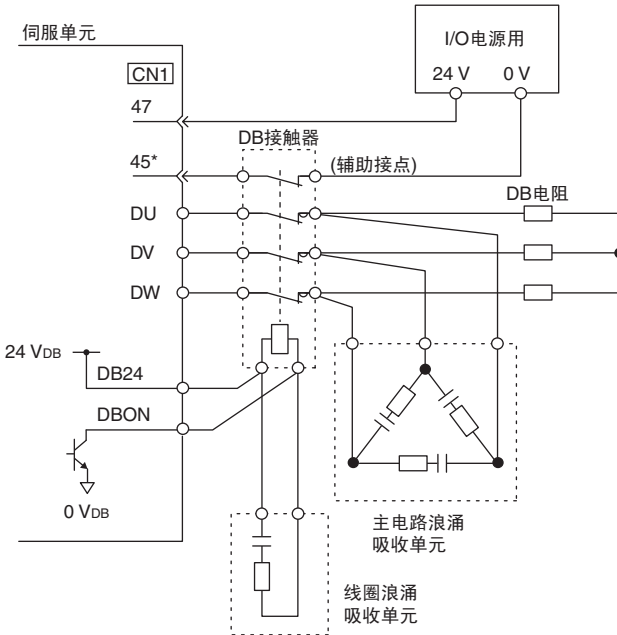 伺服单元
I/O电源用
CN1
24 V
0 V
47
DB接触器
45*
(辅助接点)
DB电阻
DU
DV
DW
24 VDB
DB24
DBON
0 VDB
主电路浪涌
吸收单元
线圈浪涌
吸收单元